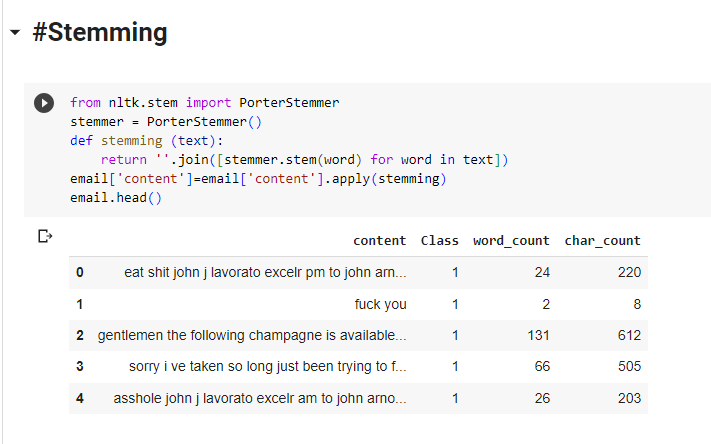 #Stemming
from nltk.stem import PorterStemmer
stemmer = PorterStemmer()
def stemming (text):
    return ''.join([stemmer.stem(word) for word in text])
email['content']=email['content'].apply(stemming)
email.head()
content Class word_count char_count
0 eat shit john j lavorato excelr pm to john arn... 1 24 220
1 fuck you 1 2 8
2 gentlemen the following champagne is available... 1 131 612
3 sorry i ve taken so long just been trying to f... 1 66 505
4 asshole john j lavorato excelr am to john arno... 1 26 203